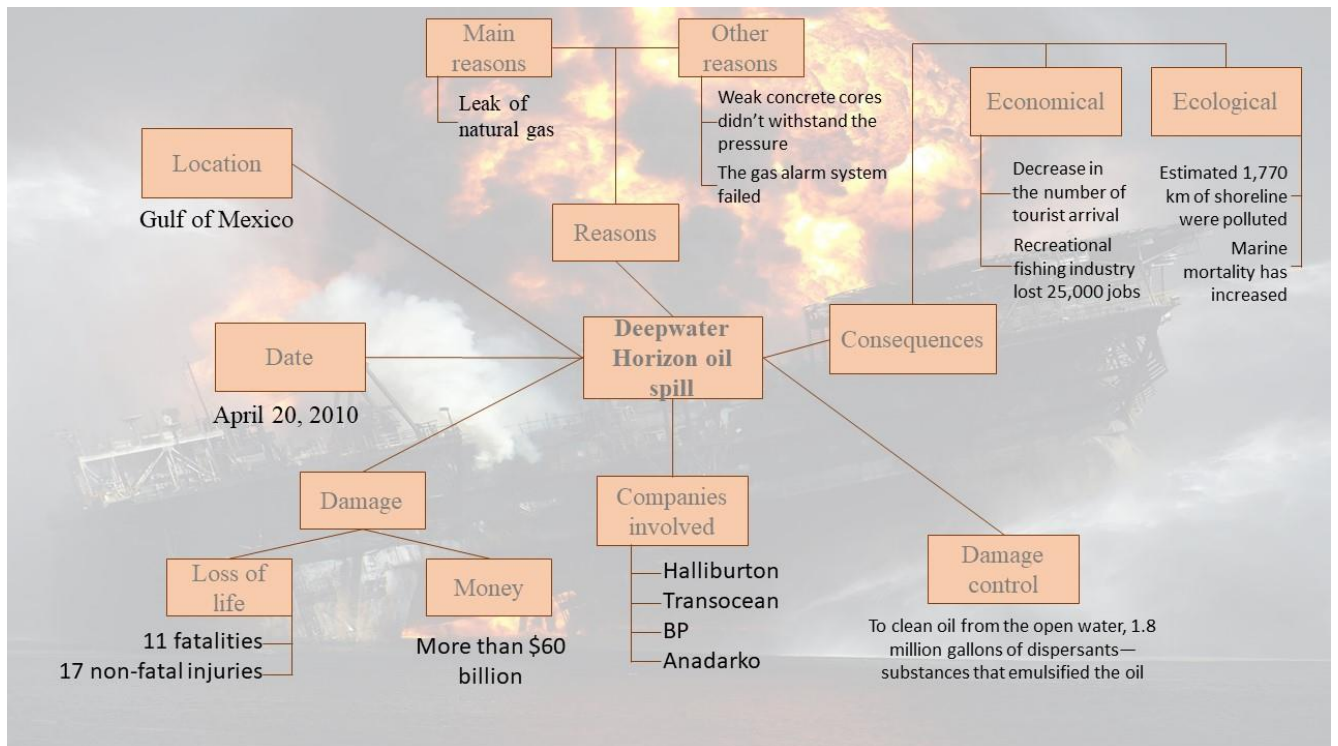 Main
reasons
Leak of
natural gas
Other
reasons
Weak concrete cores
didn't withstand the
pressure
The gas alarm system
failed
Reasons
Economical
Decrease in
the number of
tourist arrival
Recreational
fishing industry
lost 25,000 jobs
Ecological
Estimated 1,770
km of shoreline
were polluted
Marine
mortality has
increased
Consequences
Location
Gulf of Mexico
Date
April 20, 2010
Deepwater
Horizon oil
spill
Damage
Loss of
life
11 fatalities
17 non-fatal injuries
Money
More than $60
billion
Companies
involved
Halliburton
Transocean
BP
Anadarko
Damage
control
To clean oil from the open water, 1.8
million gallons of dispersants—
substances that emulsified the oil